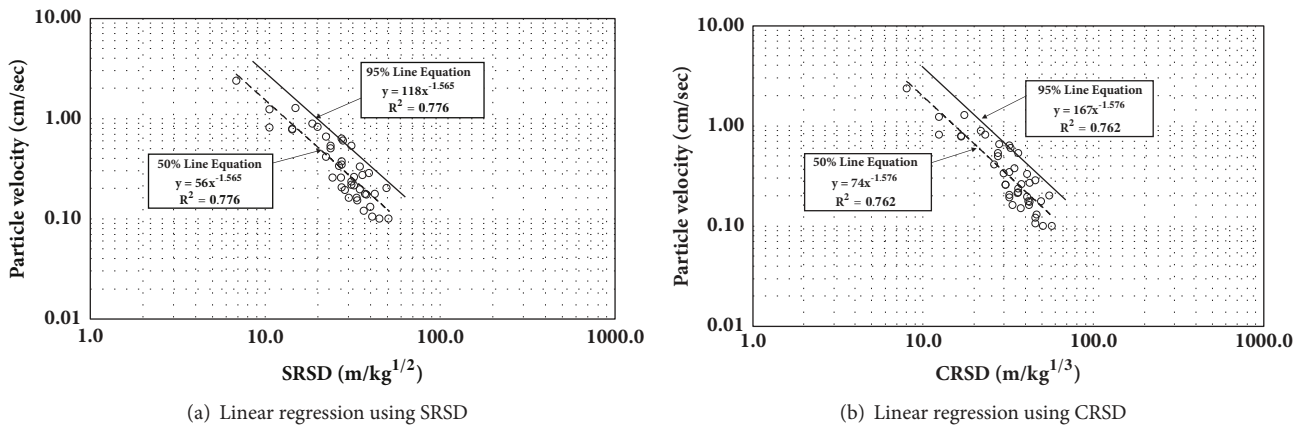 Particle velocity (cm/sec)
10.00
1.00
0.10
0.01
95% Line Equation
y = 118x^-1.565
R² = 0.776
50% Line Equation
y = 56x^-1.565
R² = 0.776
1.0 10.0 100.0 1000.0
SRSD (m/kg^1/2)
(a) Linear regression using SRSD
Particle velocity (cm/sec)
10.00
1.00
0.10
0.01
95% Line Equation
y = 167x^-1.576
R² = 0.762
50% Line Equation
y = 74x^-1.576
R² = 0.762
1.0 10.0 100.0 1000.0
CRSD (m/kg^1/3)
(b) Linear regression using CRSD